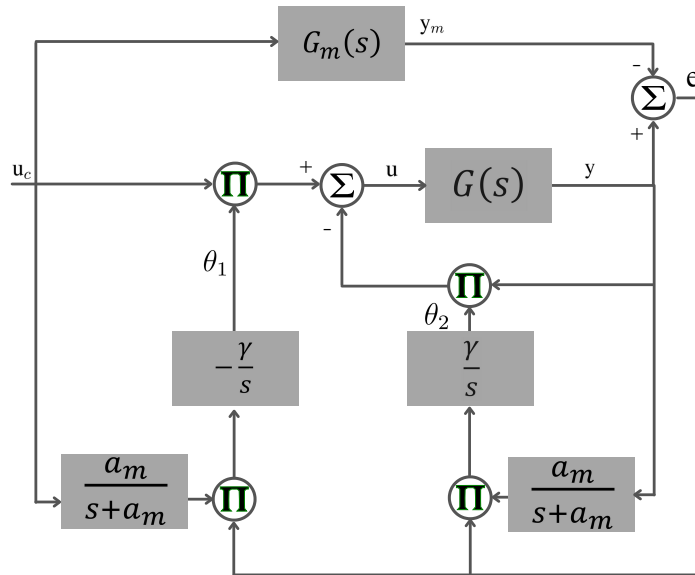 G_m(s)
y_m
-
Σ
e
+
u_c
Π
+
Σ
u
G(s)
y
-
θ_1
Π
θ_2
-γ/s
γ/s
a_m/(s+a_m)
Π
Π
a_m/(s+a_m)